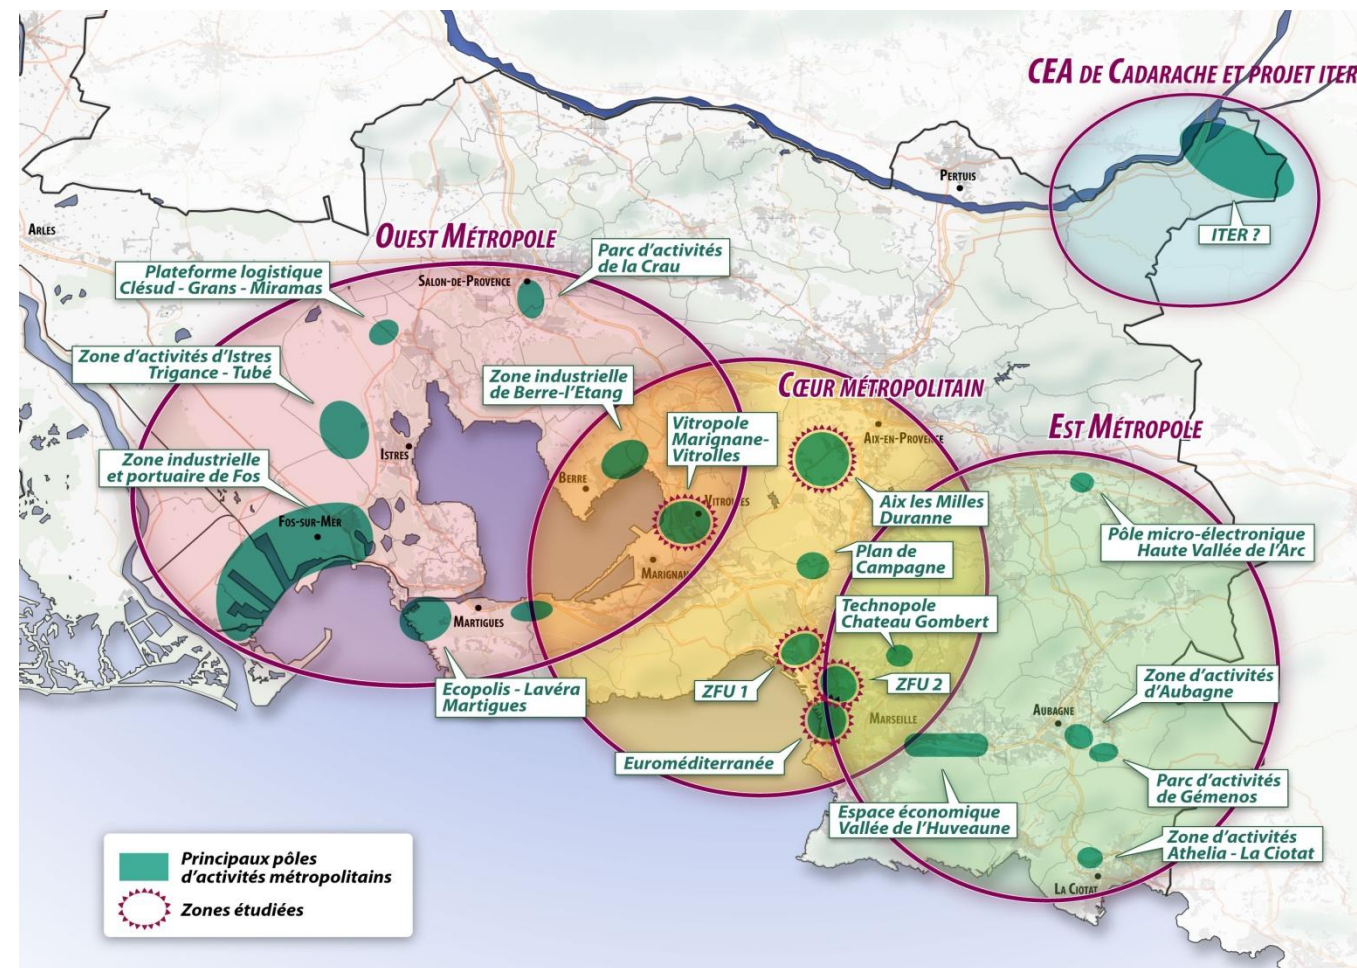 CEA DE CADARACHE ET PROJET ITER
PERTUIS
ITER ?
ARLES
OUEST MÉTROPOLE
Parc d'activités
de la Crau
Plateforme logistique
Clésud - Grans - Miramas
SALON-DE-PROVENCE
Zone d'activités d'Istres
Trigance - Tubé
Zone industrielle
de Berre-l'Etang
CŒUR MÉTROPOLITAIN
Vitropole
Marignane-
Vitrolles
AIX-EN-PROVENCE
EST MÉTROPOLE
ISTRES
Zone industrielle
et portuaire de Fos
BERRE
VITROLLES
Aix les Milles
Duranne
FOS-SUR-MER
Pôle micro-électronique
Haute Vallée de l'Arc
Plan de
Campagne
MARIGNANE
Technopole
Chateau Gombert
MARTIGUES
Ecopolis - Lavéra
Martigues
ZFU 1
ZFU 2
Zone d'activités
d'Aubagne
AUBAGNE
MARSEILLE
Euroméditerranée
Parc d'activités
de Gémenos
Espace économique
Vallée de l'Huveaune
Zone d'activités
Athelia - La Ciotat
LA CIOTAT
Principaux pôles
d'activités métropolitains
Zones étudiées